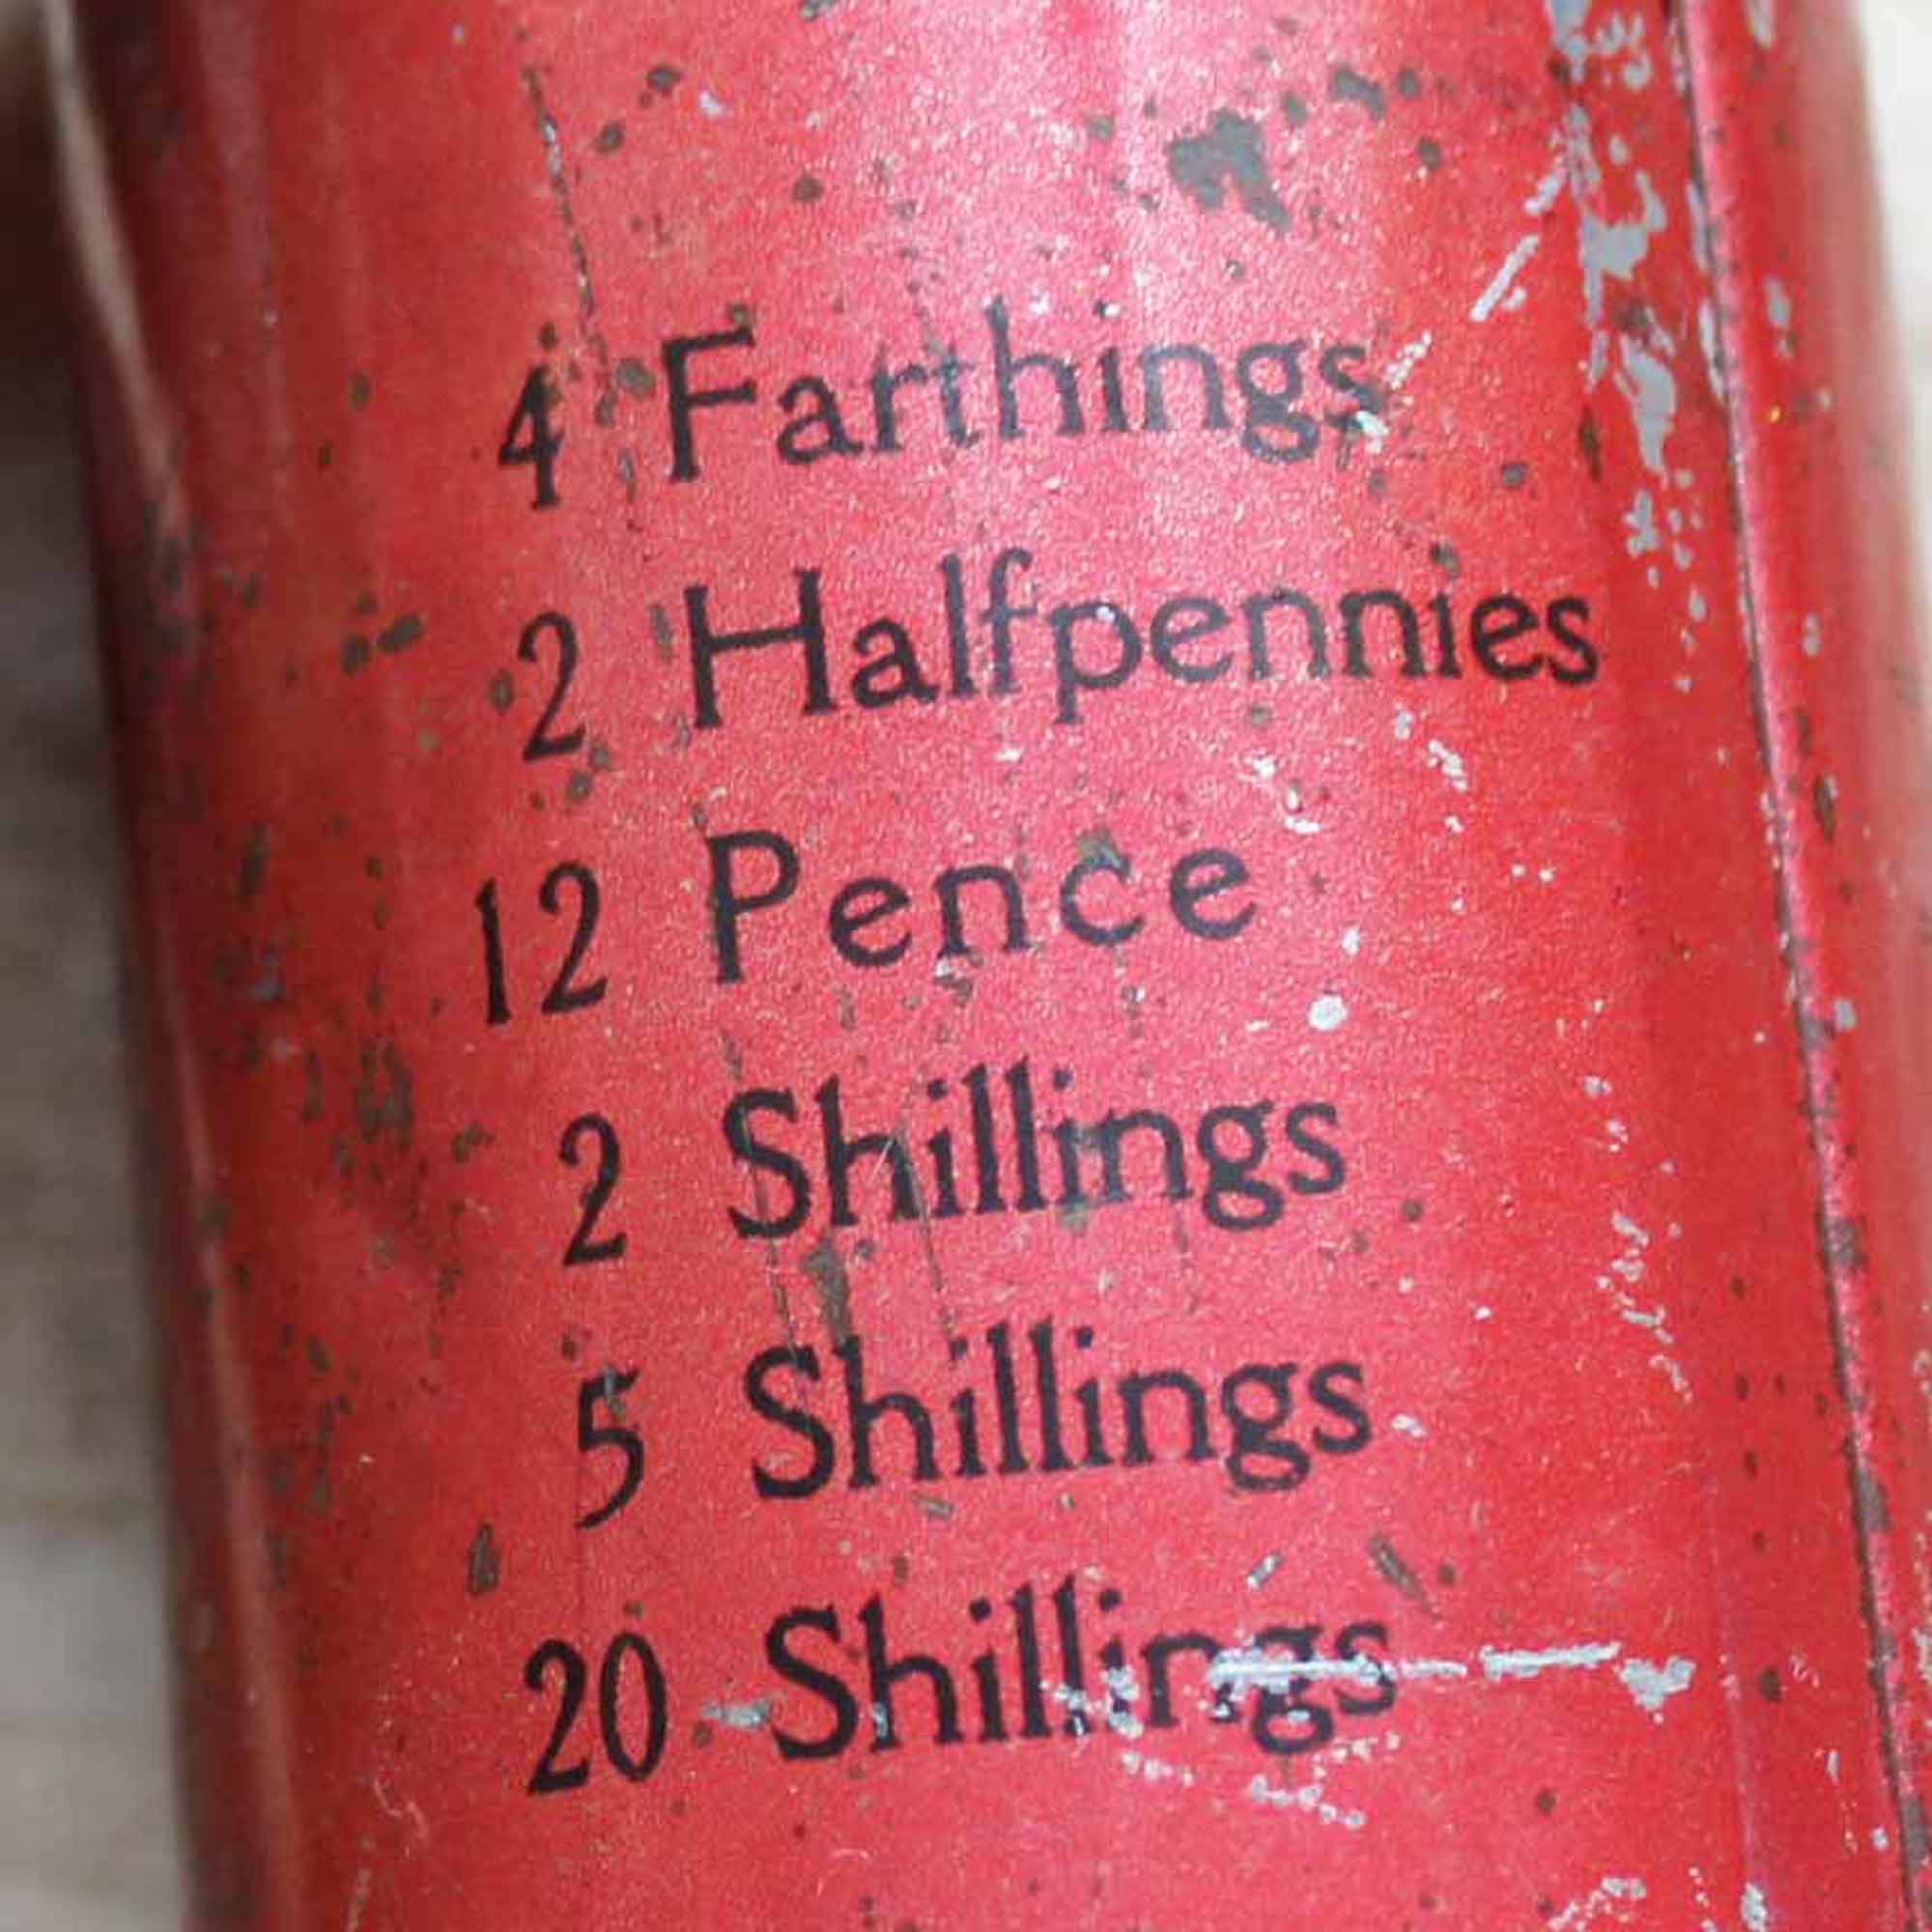 4 Farthings
2 Halfpennies
12 Pence
2 Shillings
5 Shillings
20 Shillings